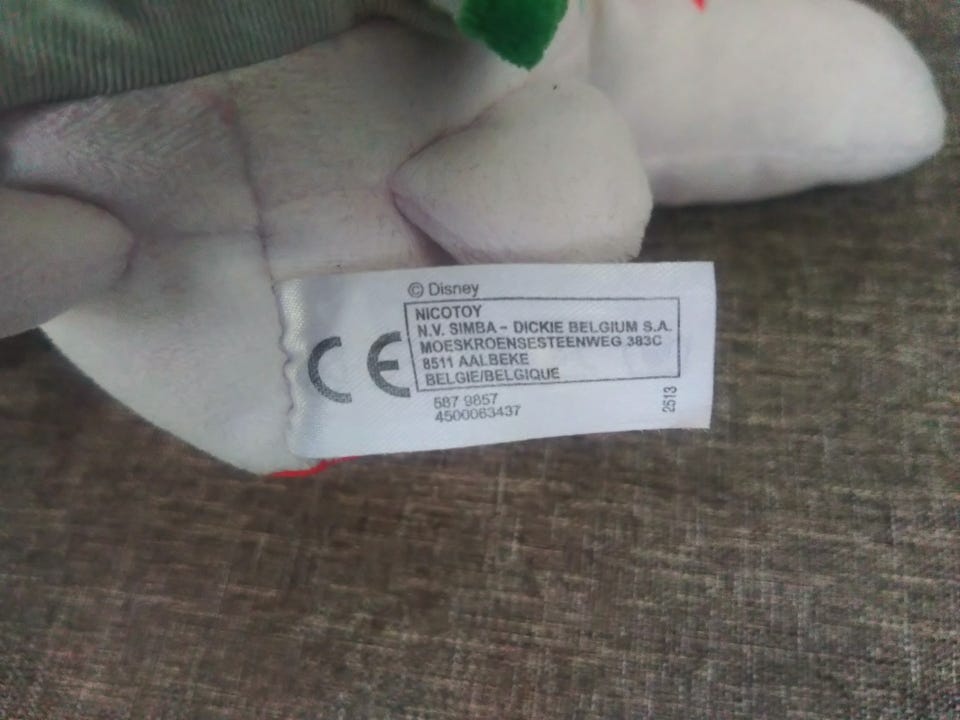 © Disney
CE
NICOTOY
N.V. SIMBA - DICKIE BELGIUM S.A.
MOESKROENSESTEENWEG 383C
8511 AALBEKE
BELGIE/BELGIQUE
587 9857
4500063437
2513